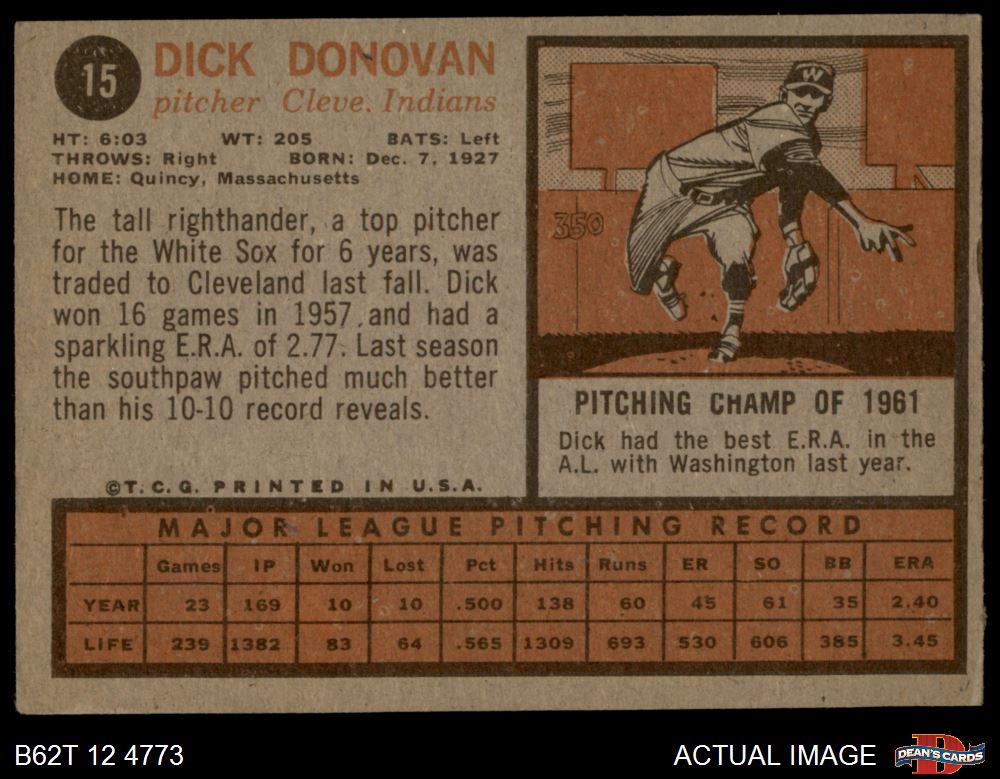 15
DICK DONOVAN
pitcher Cleve. Indians
HT: 6:03 WT: 205 BATS: Left
THROWS: Right BORN: Dec. 7, 1927
HOME: Quincy, Massachusetts
The tall righthander, a top pitcher
for the White Sox for 6 years, was
traded to Cleveland last fall. Dick
won 16 games in 1957 and had a
sparkling E.R.A. of 2.77. Last season
the southpaw pitched much better
than his 10-10 record reveals.
©T.C.G. PRINTED IN U.S.A.
W
350
PITCHING CHAMP OF 1961
Dick had the best E.R.A. in the
A.L. with Washington last year.
MAJOR LEAGUE PITCHING RECORD
Games IP Won Lost Pct Hits Runs ER SO BB ERA
YEAR 23 169 10 10 .500 138 60 45 61 35 2.40
LIFE 239 1382 83 64 .565 1309 693 530 606 385 3.45
B62T 12 4773
ACTUAL IMAGE
D
DEAN'S CARDS